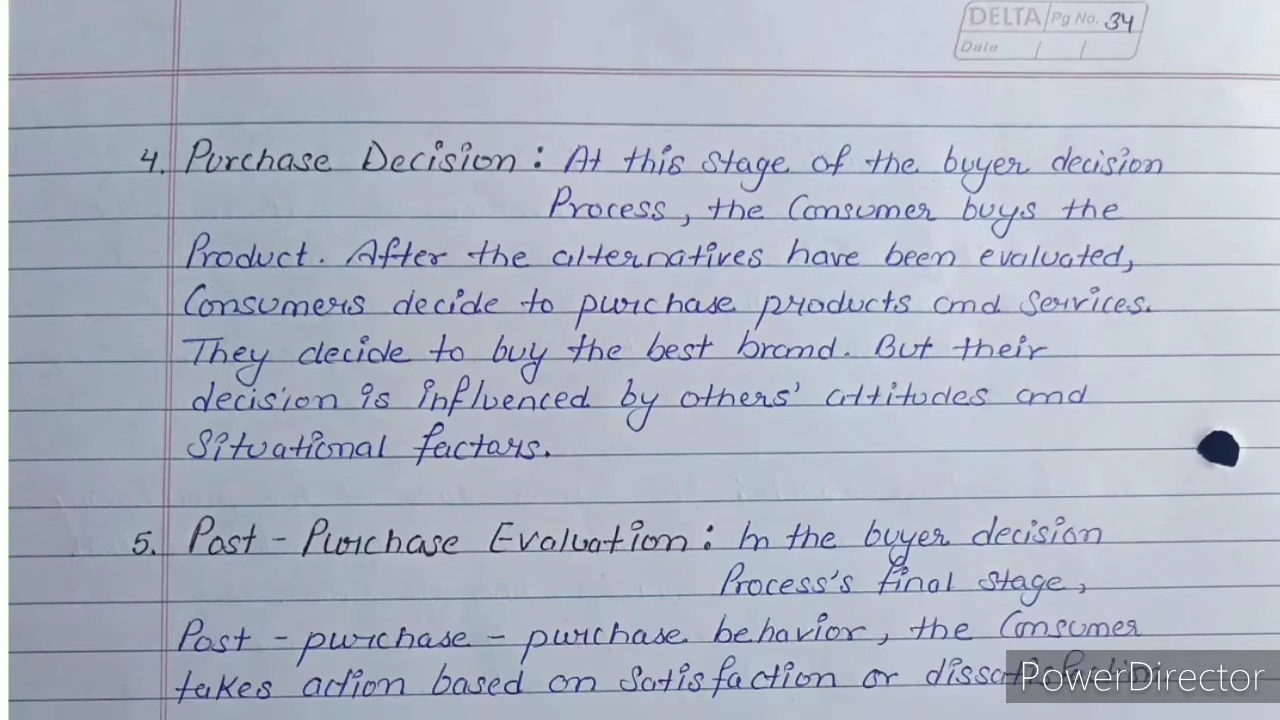 DELTA Pg No. 34
Date / /
4. Purchase Decision : At this stage of the buyer decision
Process, the Consumer buys the
Product. After the alternatives have been evaluated,
Consumers decide to purchase products and services.
They decide to buy the best brand. But their
decision is influenced by others' attitudes and
Situational factors.
5. Post - Purchase Evaluation : In the buyer decision
Process's final stage,
Post - purchase - purchase behavior, the Consumer
takes action based on satisfaction or dissatisfaction
PowerDirector